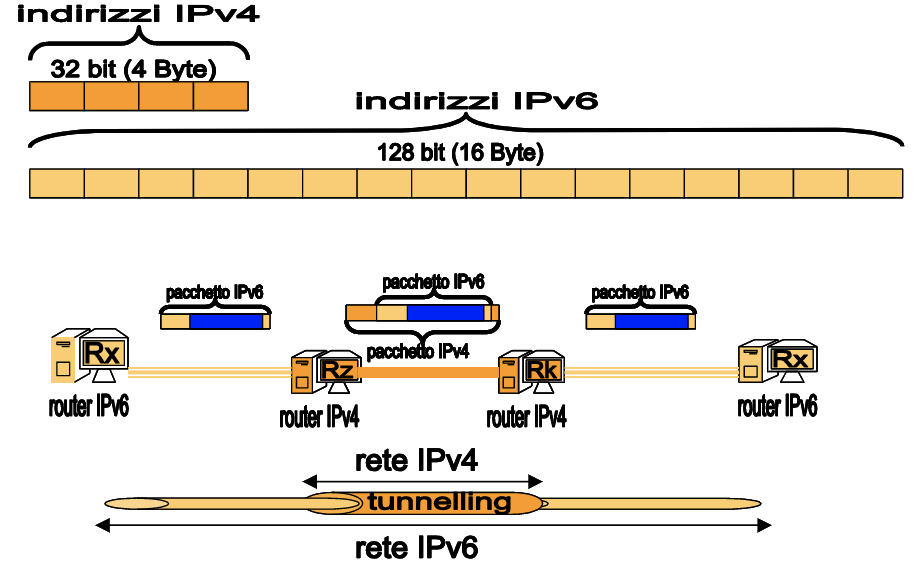 indirizzi IPv4
32 bit (4 Byte)
indirizzi IPv6
128 bit (16 Byte)
pacchetto IPv6
pacchetto IPv6
pacchetto IPv6
pacchetto IPv4
Rx
Rz
Rk
Rx
router IPv6
router IPv4
router IPv4
router IPv6
rete IPv4
tunnelling
rete IPv6